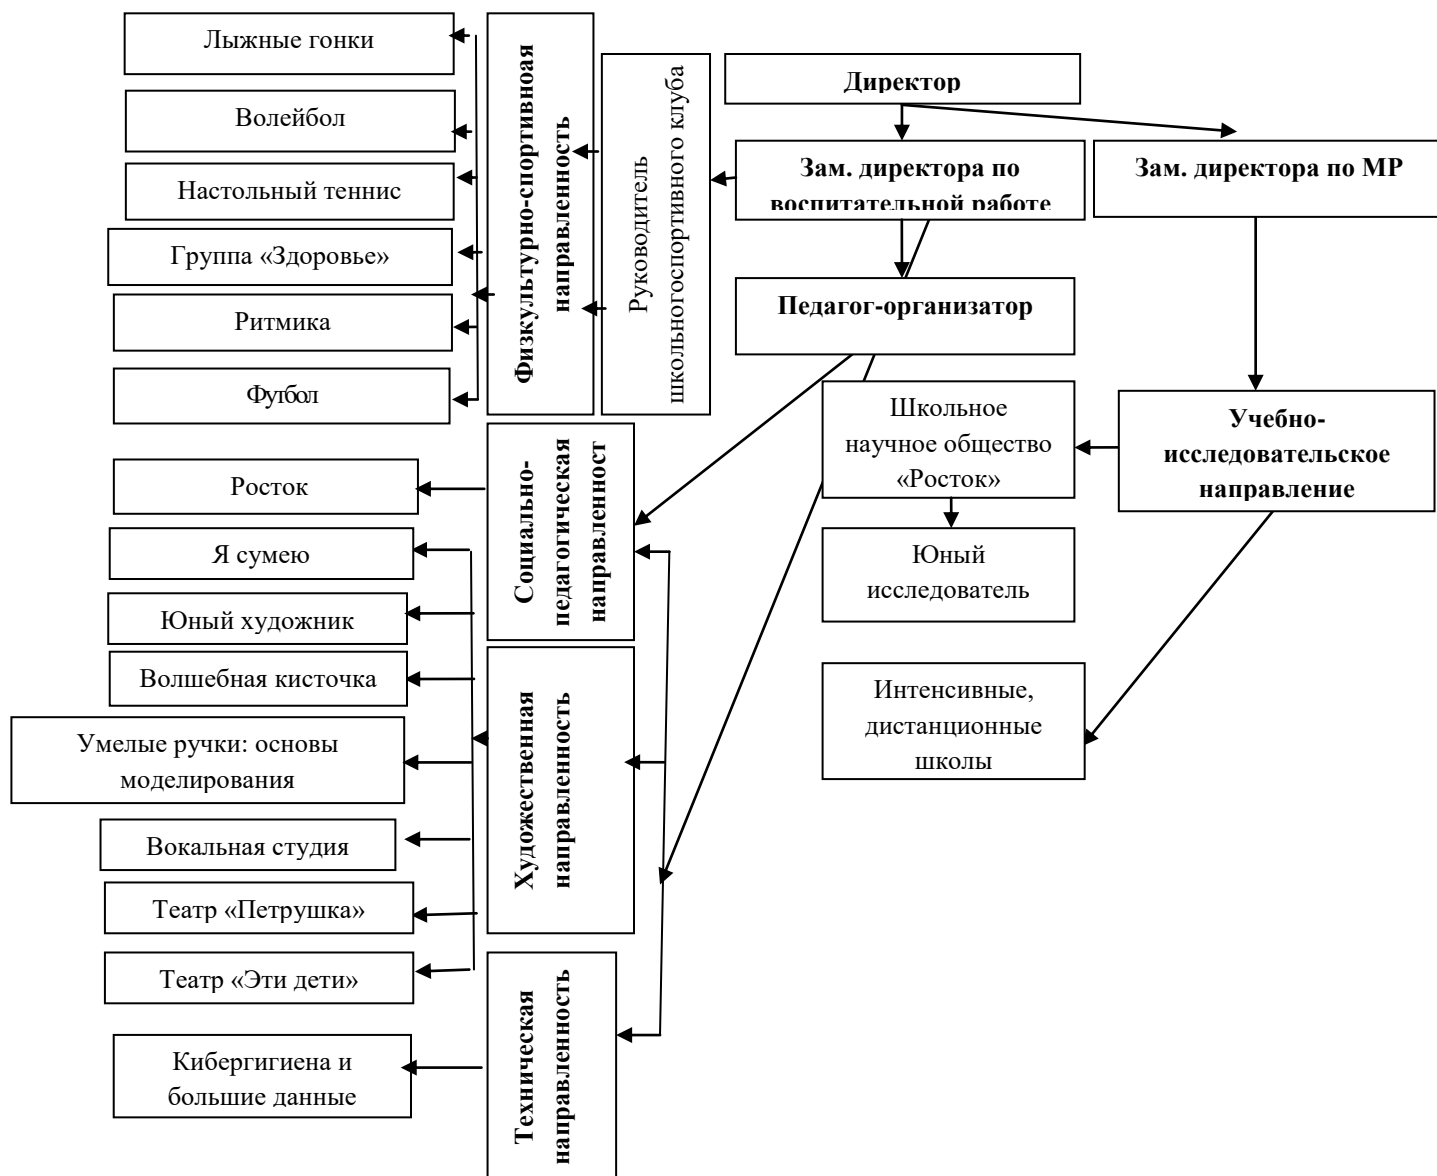 Директор
Зам. директора по
воспитательной работе
Зам. директора по МР
Педагог-организатор
Руководитель
школьногоспортивного клуба
Физкультурно-спортивноая
направленность
Лыжные гонки
Волейбол
Настольный теннис
Группа «Здоровье»
Ритмика
Футбол
Социально-
педагогическая
направленност
Росток
Я сумею
Юный художник
Волшебная кисточка
Умелые ручки: основы
моделирования
Вокальная студия
Театр «Петрушка»
Театр «Эти дети»
Художественная
направленность
Техническая
направленность
Кибергигиена и
большие данные
Школьное
научное общество
«Росток»
Учебно-
исследовательское
направление
Юный
исследователь
Интенсивные,
дистанционные
школы